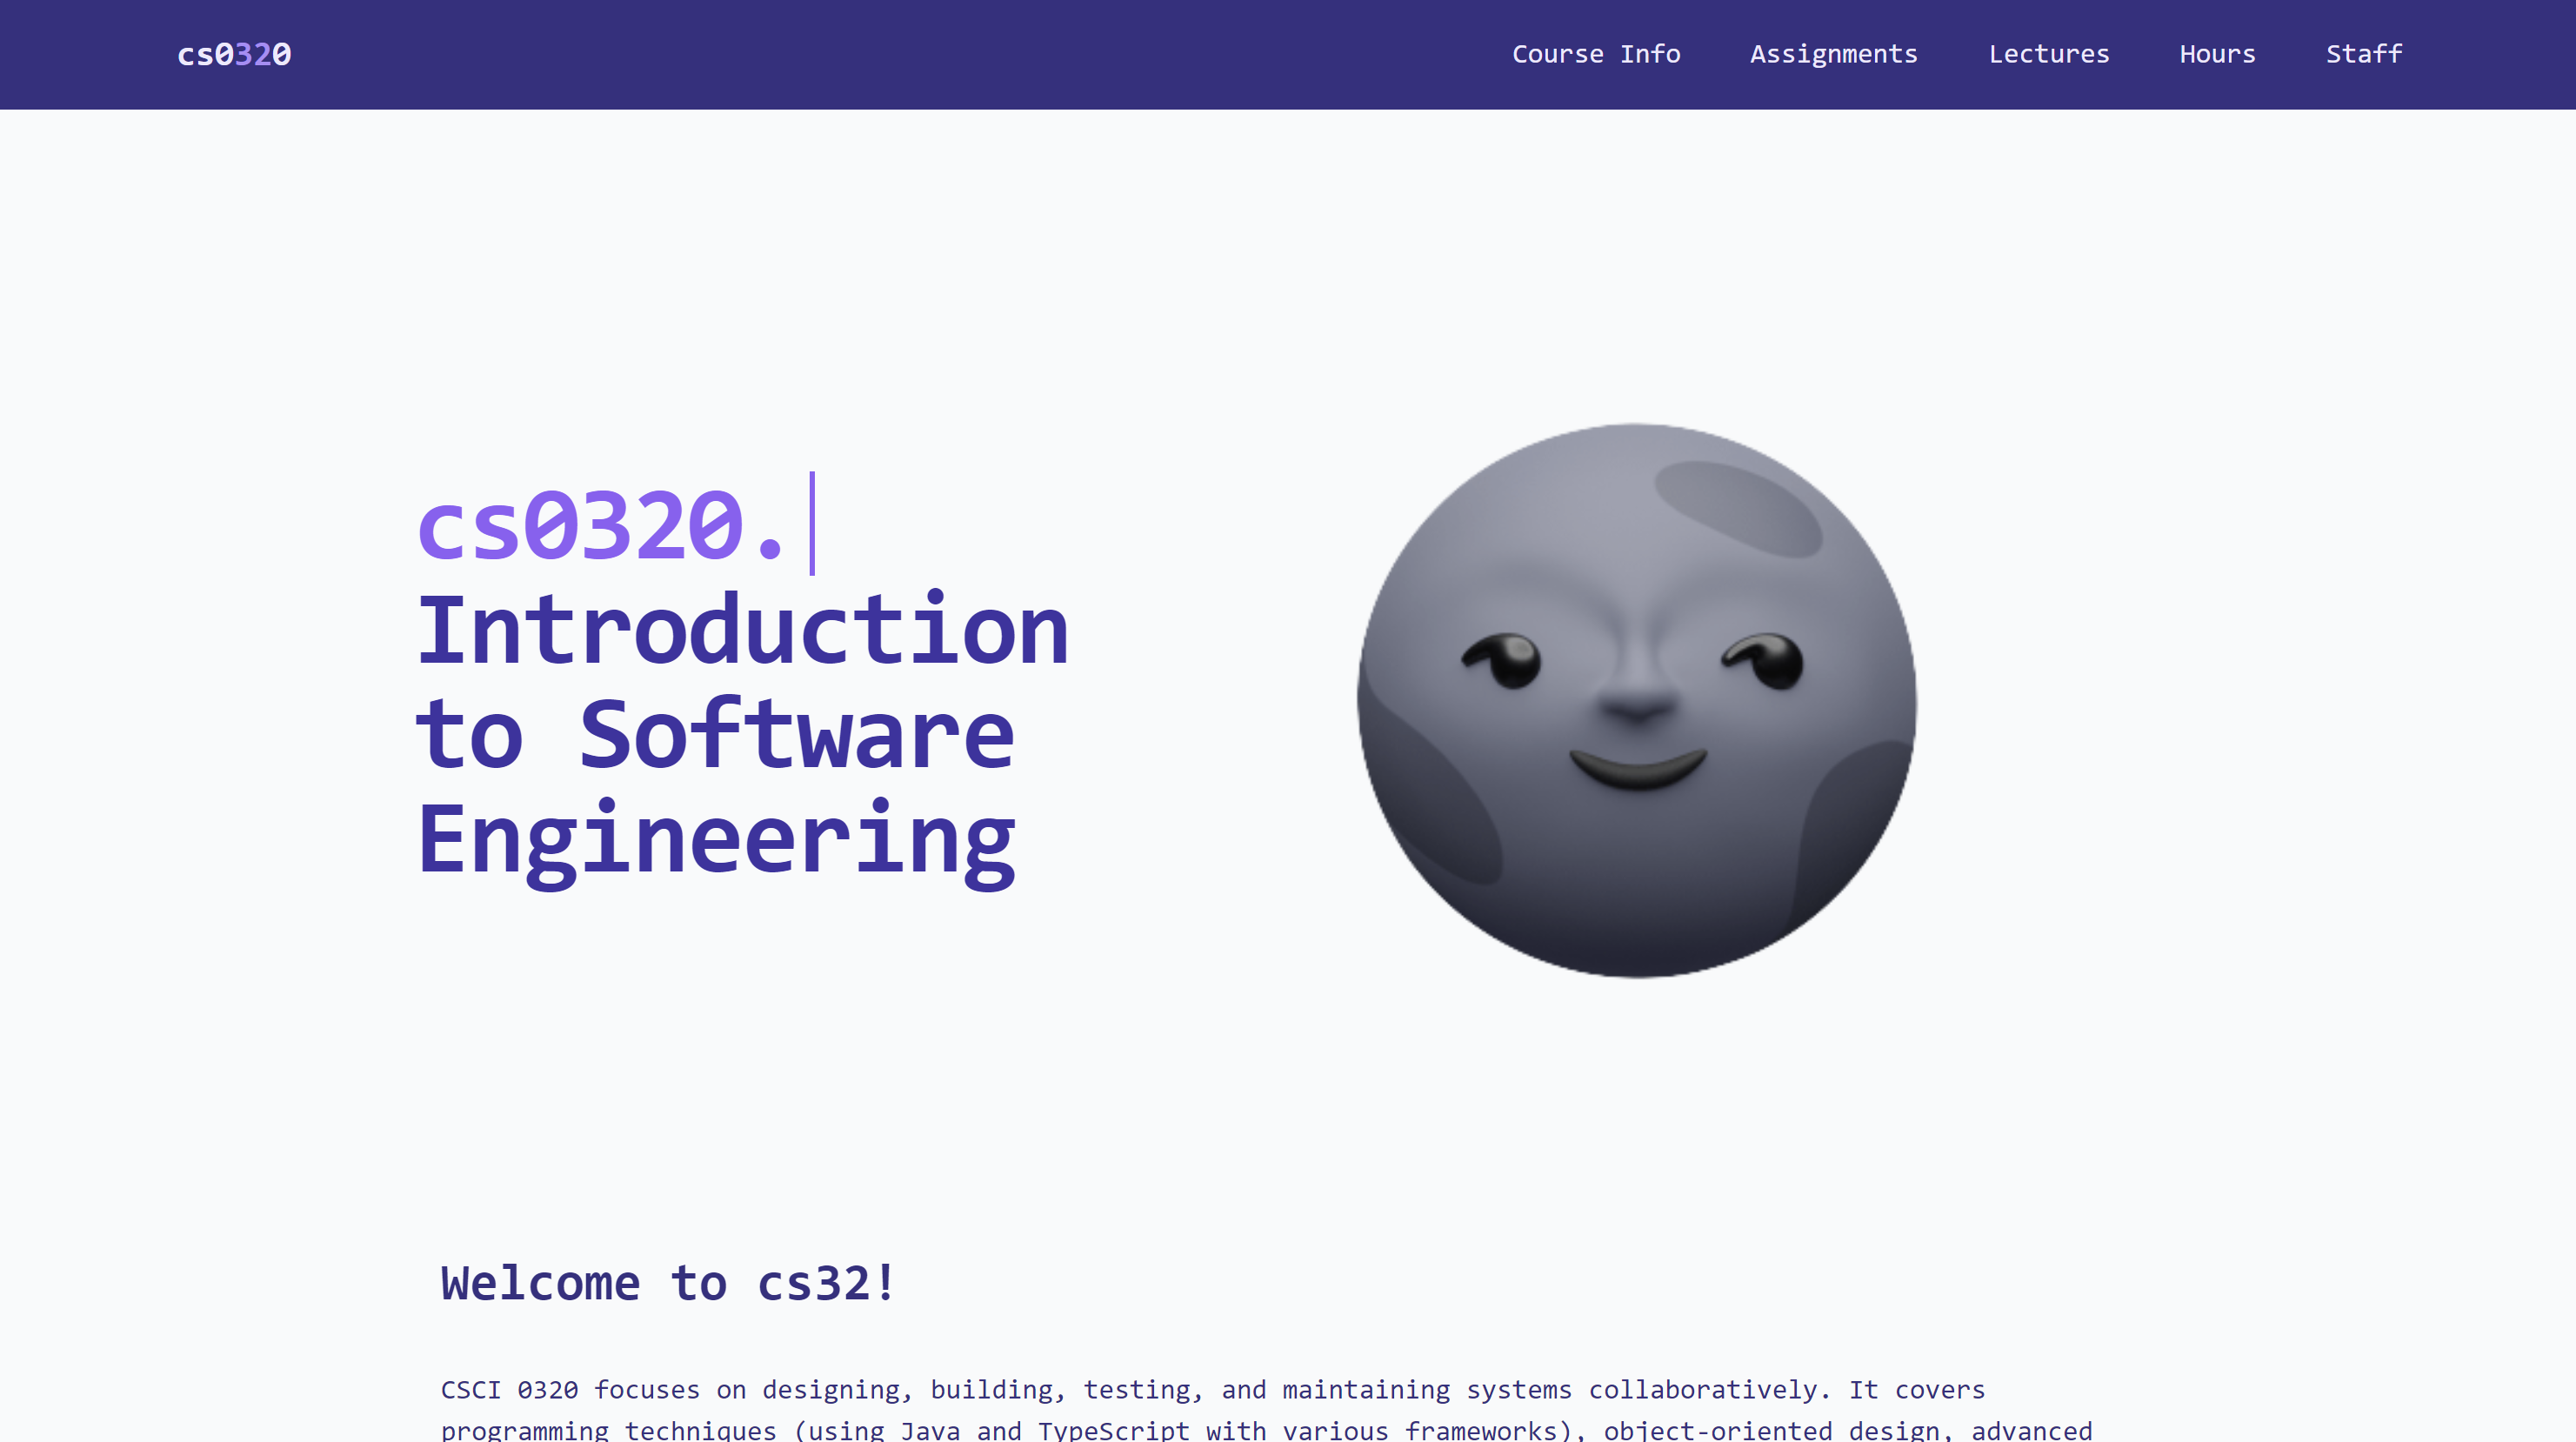 cs0320
Course Info
Assignments
Lectures
Hours
Staff
cs0320.
Introduction
to Software
Engineering
Welcome to cs32!
CSCI 0320 focuses on designing, building, testing, and maintaining systems collaboratively. It covers
programming techniques (using Java and TypeScript with various frameworks), object-oriented design, advanced